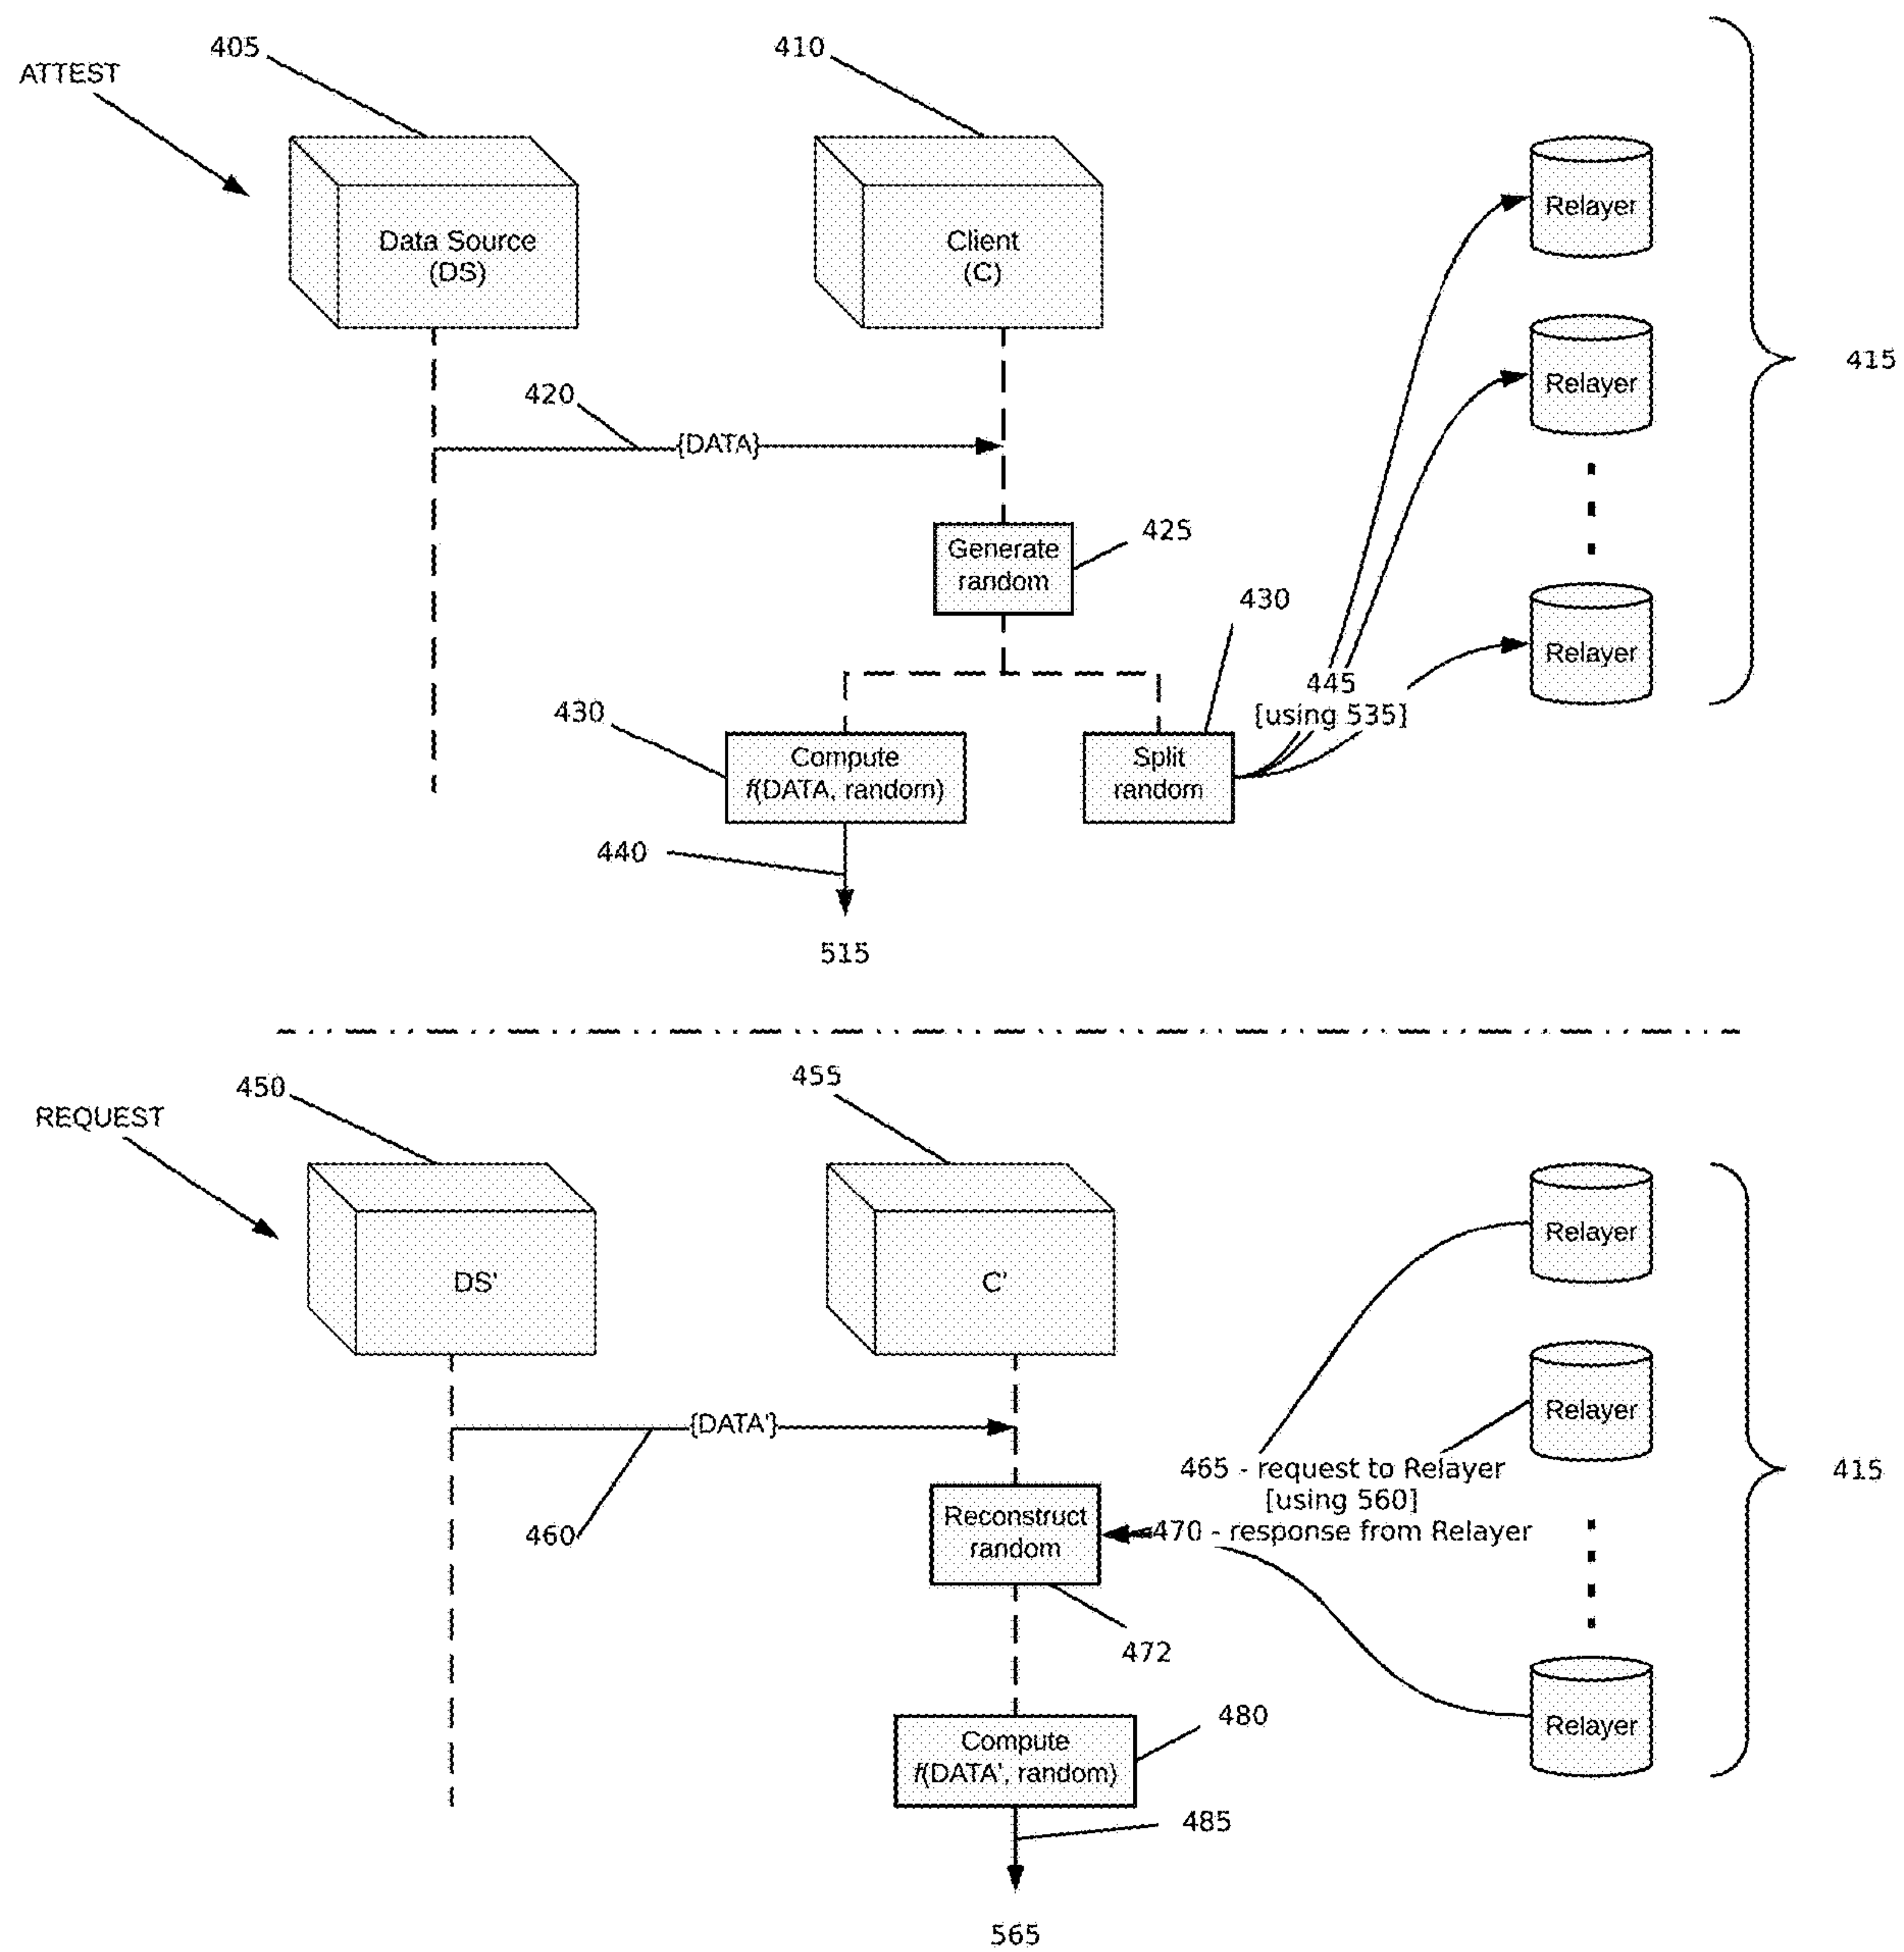 405
410
ATTEST
Data Source
(DS)
Client
(C)
Relayer
Relayer
415
420
{DATA}
425
Generate
random
430
Relayer
445
[using 535]
430
Compute
f(DATA, random)
Split
random
440
515
450
455
REQUEST
DS'
C'
Relayer
Relayer
{DATA'}
465 - request to Relayer
[using 560]
470 - response from Relayer
415
460
Reconstruct
random
472
480
Relayer
Compute
f(DATA', random)
485
565